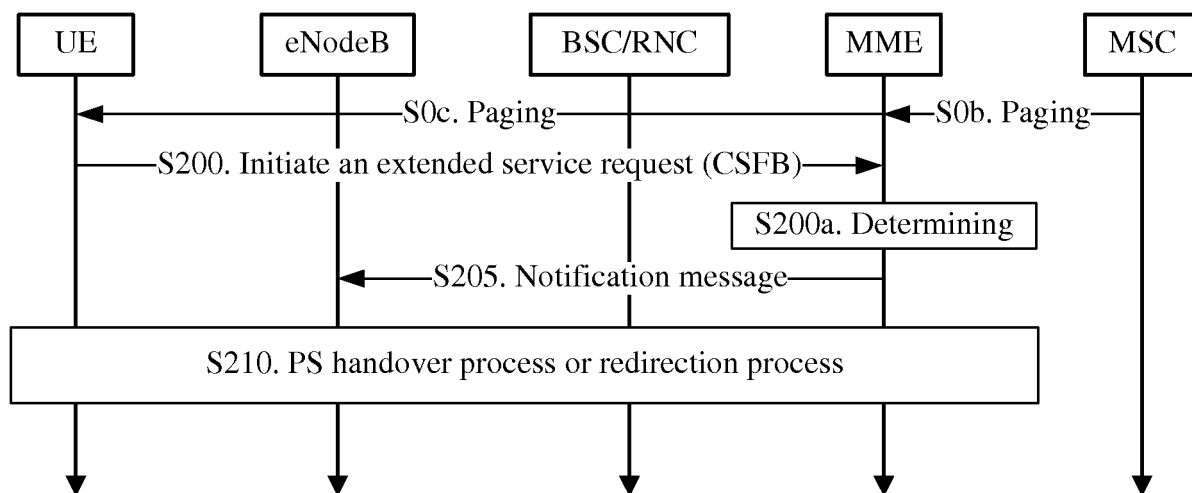 UE
eNodeB
BSC/RNC
MME
MSC
S0c. Paging
S0b. Paging
S200. Initiate an extended service request (CSFB)
S200a. Determining
S205. Notification message
S210. PS handover process or redirection process